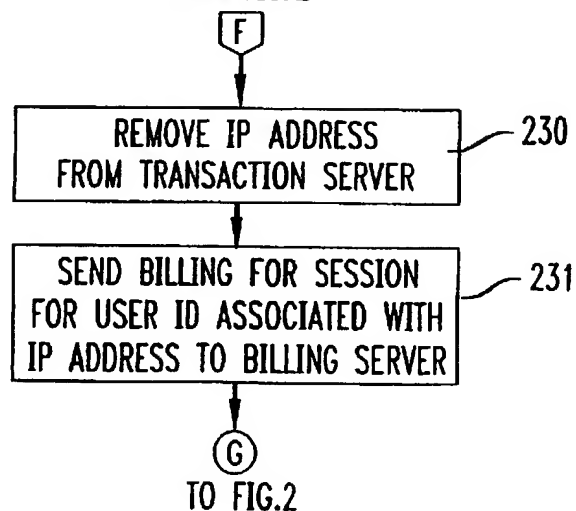 F
REMOVE IP ADDRESS
FROM TRANSACTION SERVER
230
SEND BILLING FOR SESSION
FOR USER ID ASSOCIATED WITH
IP ADDRESS TO BILLING SERVER
231
G
TO FIG.2